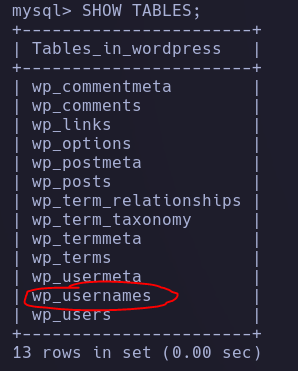 mysql> SHOW TABLES;
+-----------------------+
| Tables_in_wordpress   |
+-----------------------+
| wp_commentmeta        |
| wp_comments           |
| wp_links              |
| wp_options            |
| wp_postmeta           |
| wp_posts              |
| wp_term_relationships |
| wp_term_taxonomy      |
| wp_termmeta           |
| wp_terms              |
| wp_usermeta           |
| wp_usernames          |
| wp_users              |
+-----------------------+
13 rows in set (0.00 sec)